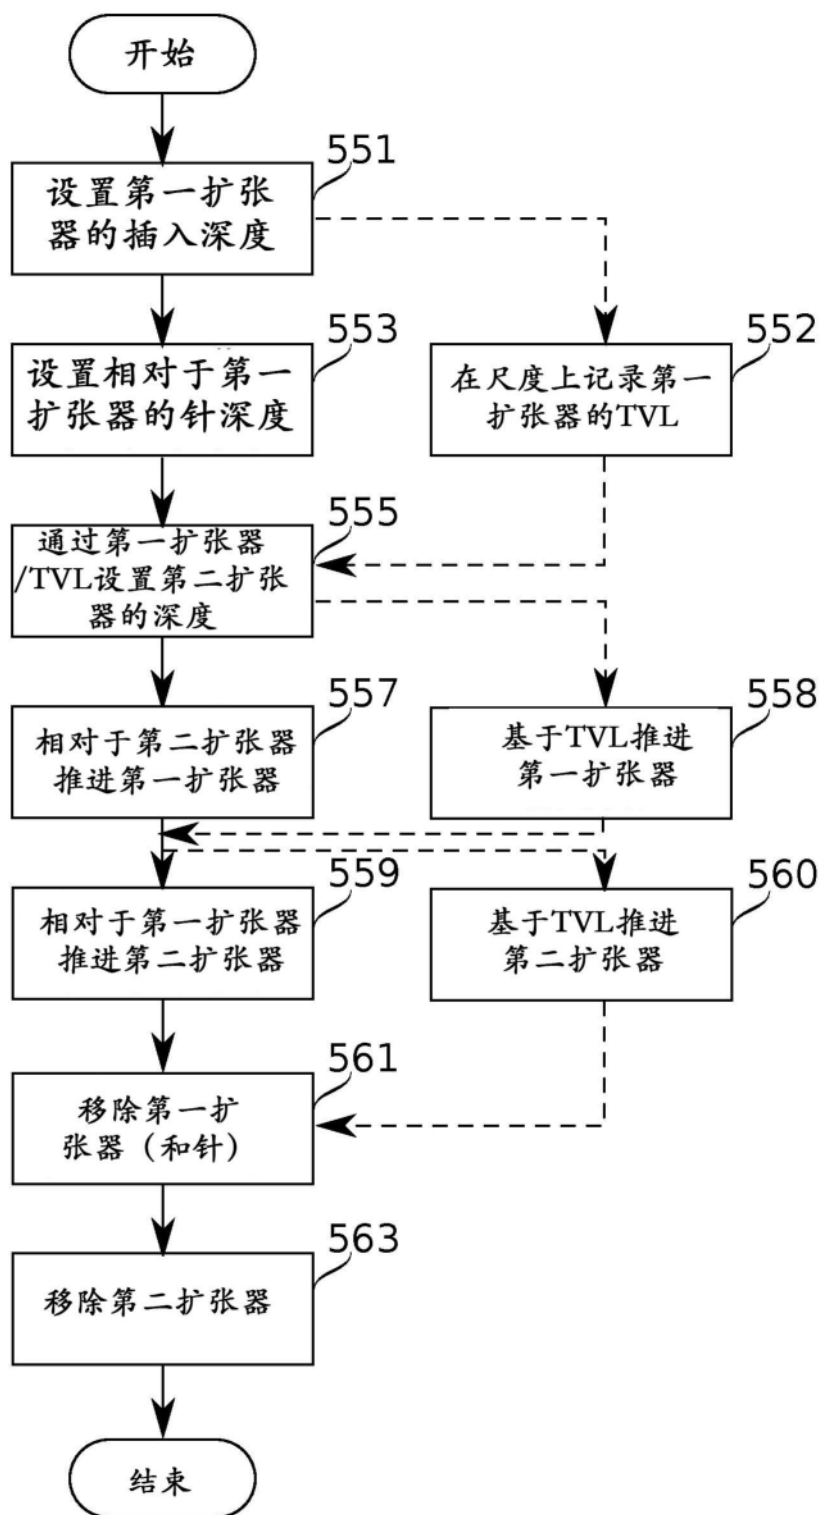 开始
551
设置第一扩张
器的插入深度
553
设置相对于第一
扩张器的针深度
552
在尺度上记录第一
扩张器的TVL
555
通过第一扩张器
/TVL设置第二扩张
器的深度
557
相对于第二扩张器
推进第一扩张器
558
基于TVL推进
第一扩张器
559
相对于第一扩张器
推进第二扩张器
560
基于TVL推进
第二扩张器
561
移除第一扩
张器（和针）
563
移除第二扩张器
结束